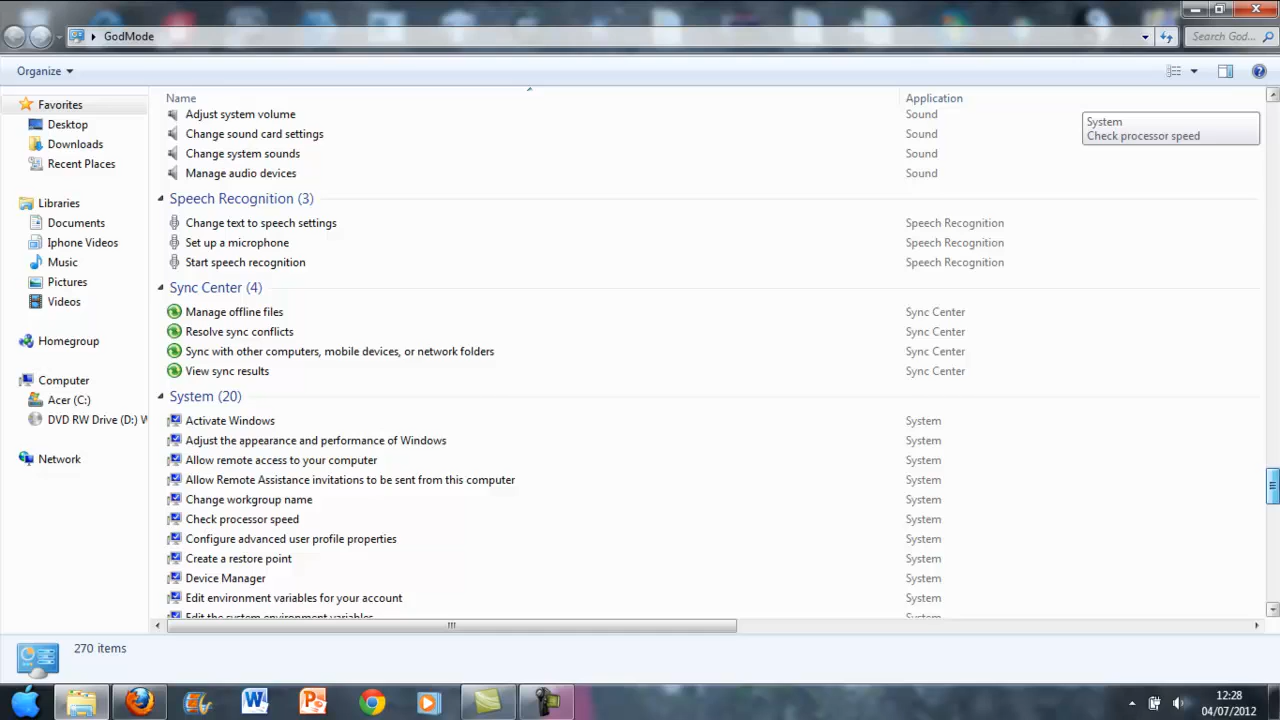 GodMode
Search God...
Organize
Name
Application
Favorites
Desktop
Downloads
Recent Places
Libraries
Documents
Iphone Videos
Music
Pictures
Videos
Homegroup
Computer
Acer (C:)
DVD RW Drive (D:) W
Network
Adjust system volume Sound
Change sound card settings Sound
Change system sounds Sound
Manage audio devices Sound
System
Check processor speed
Speech Recognition (3)
Change text to speech settings Speech Recognition
Set up a microphone Speech Recognition
Start speech recognition Speech Recognition
Sync Center (4)
Manage offline files Sync Center
Resolve sync conflicts Sync Center
Sync with other computers, mobile devices, or network folders Sync Center
View sync results Sync Center
System (20)
Activate Windows System
Adjust the appearance and performance of Windows System
Allow remote access to your computer System
Allow Remote Assistance invitations to be sent from this computer System
Change workgroup name System
Check processor speed System
Configure advanced user profile properties System
Create a restore point System
Device Manager System
Edit environment variables for your account System
Edit the system environment variables System
270 items
12:28
04/07/2012